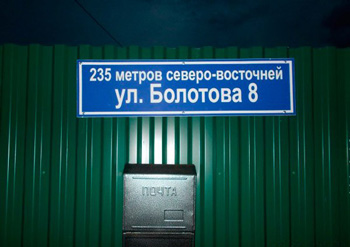 235 метров северо-восточней
ул. Болотова 8
ПОЧТА